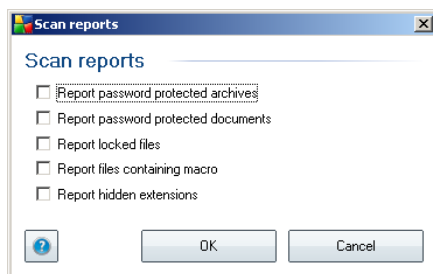 Scan reports
Scan reports
Report password protected archives
Report password protected documents
Report locked files
Report files containing macro
Report hidden extensions
?
OK
Cancel